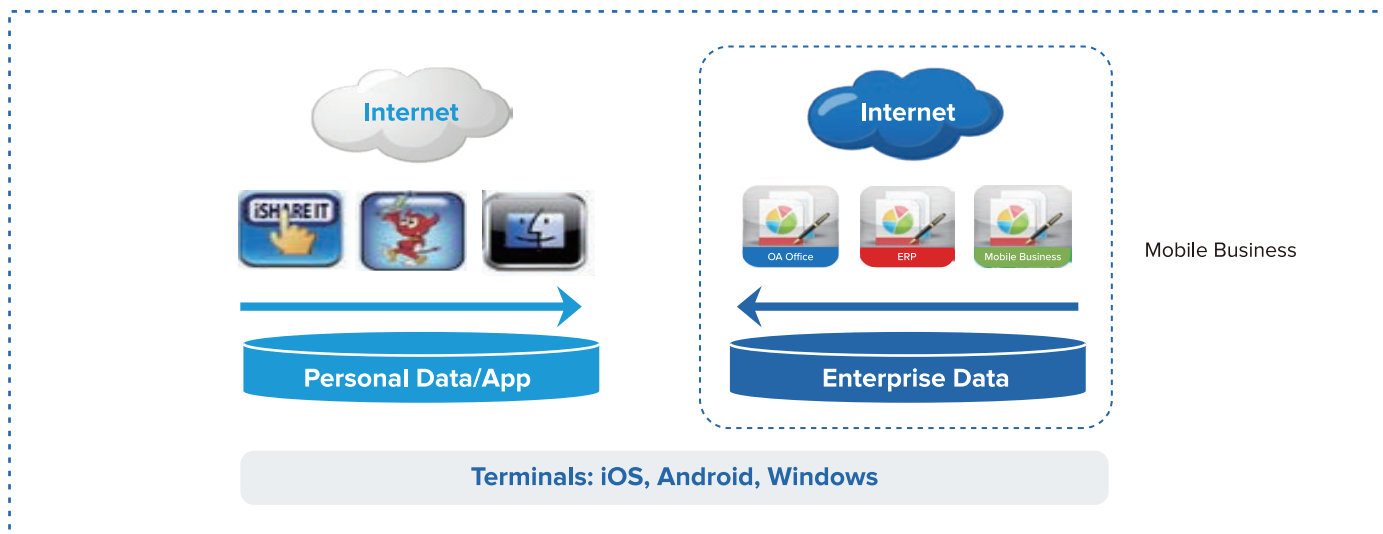 Internet
Internet
iSHARE IT
OA Office
ERP
Mobile Business
Mobile Business
Personal Data/App
Enterprise Data
Terminals: iOS, Android, Windows